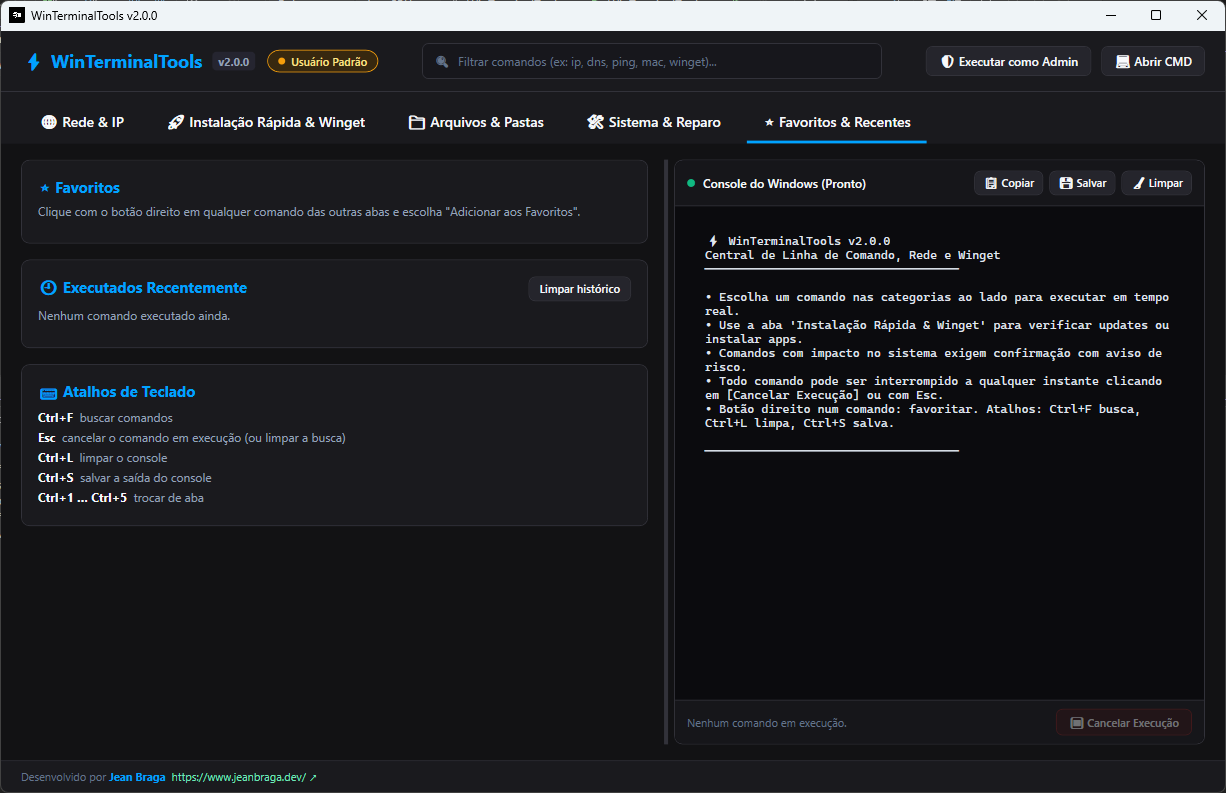 WinTerminalTools v2.0.0
WinTerminalTools v2.0.0 Usuário Padrão Filtrar comandos (ex: ip, dns, ping, mac, winget)... Executar como Admin Abrir CMD
Rede & IP Instalação Rápida & Winget Arquivos & Pastas Sistema & Reparo ★ Favoritos & Recentes
★ Favoritos
Clique com o botão direito em qualquer comando das outras abas e escolha "Adicionar aos Favoritos".
Executados Recentemente Limpar histórico
Nenhum comando executado ainda.
Atalhos de Teclado
Ctrl+F buscar comandos
Esc cancelar o comando em execução (ou limpar a busca)
Ctrl+L limpar o console
Ctrl+S salvar a saída do console
Ctrl+1 ... Ctrl+5 trocar de aba
Console do Windows (Pronto) Copiar Salvar Limpar
WinTerminalTools v2.0.0
Central de Linha de Comando, Rede e Winget
• Escolha um comando nas categorias ao lado para executar em tempo
real.
• Use a aba 'Instalação Rápida & Winget' para verificar updates ou
instalar apps.
• Comandos com impacto no sistema exigem confirmação com aviso de
risco.
• Todo comando pode ser interrompido a qualquer instante clicando
em [Cancelar Execução] ou com Esc.
• Botão direito num comando: favoritar. Atalhos: Ctrl+F busca,
Ctrl+L limpa, Ctrl+S salva.
Nenhum comando em execução. Cancelar Execução
Desenvolvido por Jean Braga https://www.jeanbraga.dev/ ↗